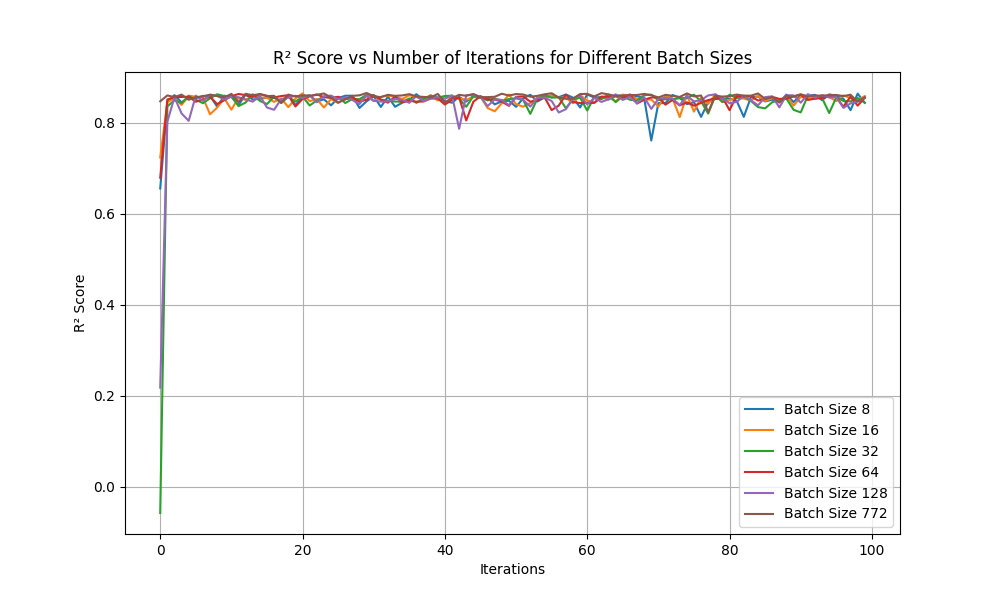 R² Score vs Number of Iterations for Different Batch Sizes
R² Score
0.8
0.6
0.4
0.2
0.0
Batch Size 8
Batch Size 16
Batch Size 32
Batch Size 64
Batch Size 128
Batch Size 772
0 20 40 60 80 100
Iterations